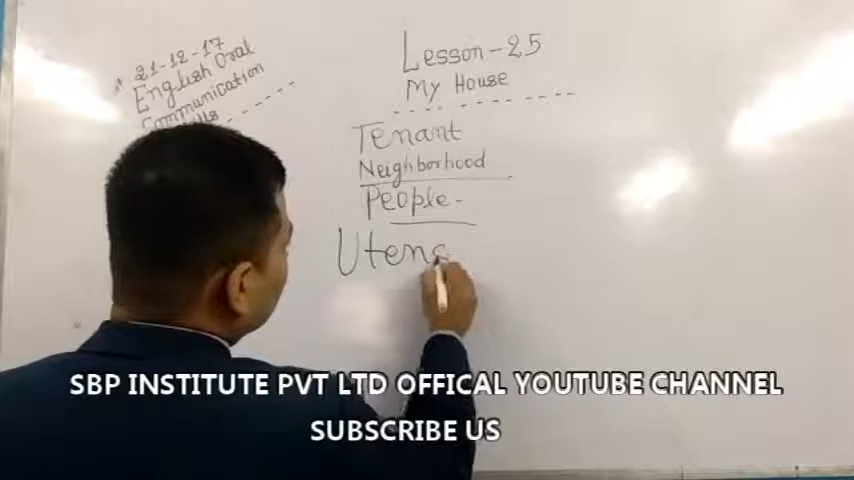 21-12-17
English Oral
Communication
Lesson-25
My House
Tenant
Neighborhood
People-
Utens
SBP INSTITUTE PVT LTD OFFICAL YOUTUBE CHANNEL
SUBSCRIBE US